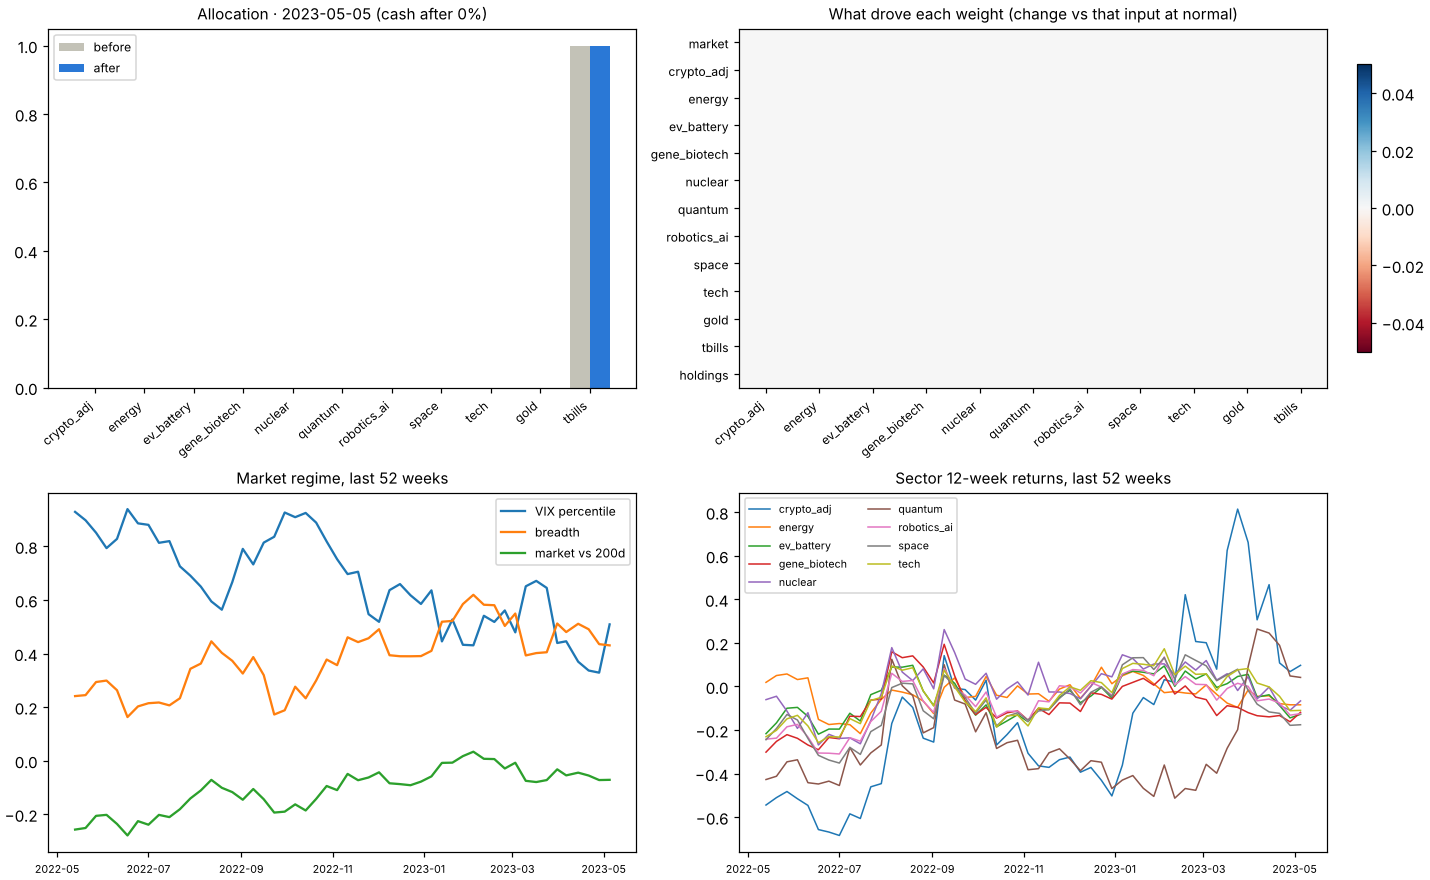 Allocation · 2023-05-05 (cash after 0%)
before
after
1.0
0.8
0.6
0.4
0.2
0.0
crypto_adj
energy
ev_battery
gene_biotech
nuclear
quantum
robotics_ai
space
tech
gold
tbills
What drove each weight (change vs that input at normal)
market
crypto_adj
energy
ev_battery
gene_biotech
nuclear
quantum
robotics_ai
space
tech
gold
tbills
holdings
crypto_adj
energy
ev_battery
gene_biotech
nuclear
quantum
robotics_ai
space
tech
gold
tbills
0.04
0.02
0.00
−0.02
−0.04
Market regime, last 52 weeks
VIX percentile
breadth
market vs 200d
0.8
0.6
0.4
0.2
0.0
−0.2
2022-05
2022-07
2022-09
2022-11
2023-01
2023-03
2023-05
Sector 12-week returns, last 52 weeks
crypto_adj
energy
ev_battery
gene_biotech
nuclear
quantum
robotics_ai
space
tech
0.8
0.6
0.4
0.2
0.0
−0.2
−0.4
−0.6
2022-05
2022-07
2022-09
2022-11
2023-01
2023-03
2023-05